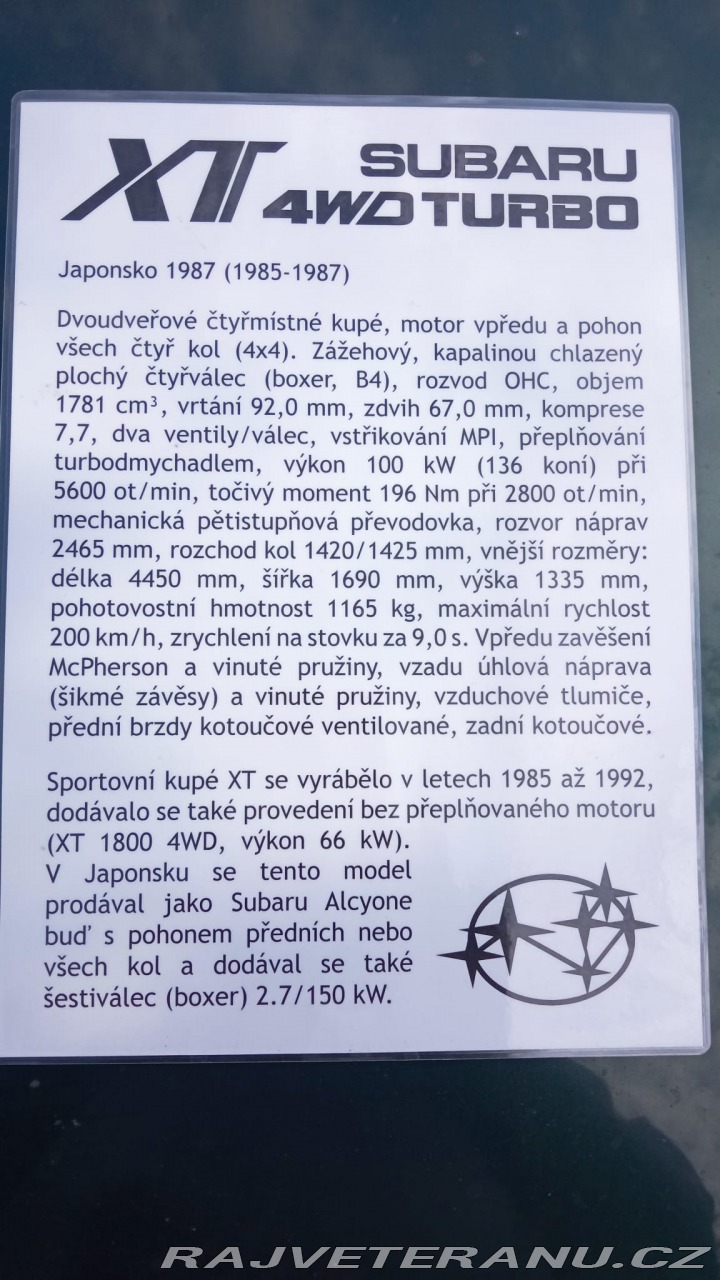 XT SUBARU
4WD TURBO
Japonsko 1987 (1985-1987)
Dvoudveřové čtyřmístné kupé, motor vpředu a pohon
všech čtyř kol (4x4). Zážehový, kapalinou chlazený
plochý čtyřválec (boxer, B4), rozvod OHC, objem
1781 cm³, vrtání 92,0 mm, zdvih 67,0 mm, komprese
7,7, dva ventily/válec, vstřikování MPI, přeplňování
turbodmychadlem, výkon 100 kW (136 koní) při
5600 ot/min, točivý moment 196 Nm při 2800 ot/min,
mechanická pětistupňová převodovka, rozvor náprav
2465 mm, rozchod kol 1420/1425 mm, vnější rozměry:
délka 4450 mm, šířka 1690 mm, výška 1335 mm,
pohotovostní hmotnost 1165 kg, maximální rychlost
200 km/h, zrychlení na stovku za 9,0 s. Vpředu zavěšení
McPherson a vinuté pružiny, vzadu úhlová náprava
(šikmé závěsy) a vinuté pružiny, vzduchové tlumiče,
přední brzdy kotoučové ventilované, zadní kotoučové.
Sportovní kupé XT se vyrábělo v letech 1985 až 1992,
dodávalo se také provedení bez přeplňovaného motoru
(XT 1800 4WD, výkon 66 kW).
V Japonsku se tento model
prodával jako Subaru Alcyone
buď s pohonem předních nebo
všech kol a dodával se také
šestiválec (boxer) 2.7/150 kW.
RAJVETERANU.CZ